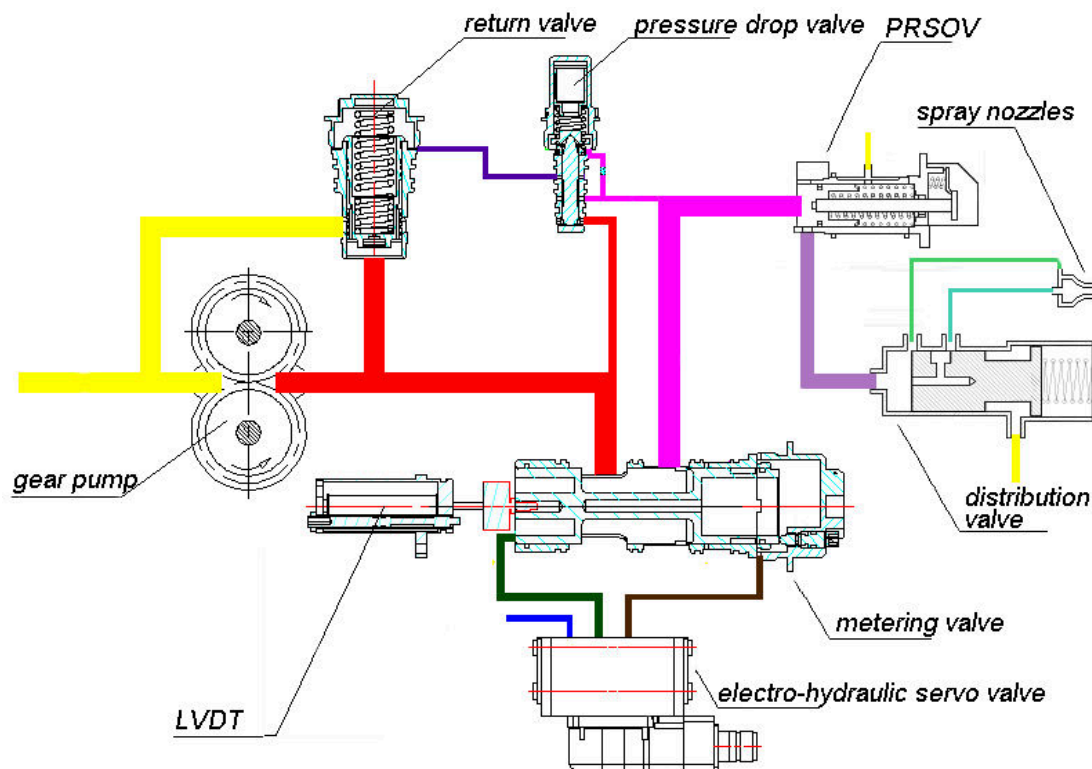 return valve
pressure drop valve
PRSOV
spray nozzles
gear pump
distribution
valve
metering valve
electro-hydraulic servo valve
LVDT